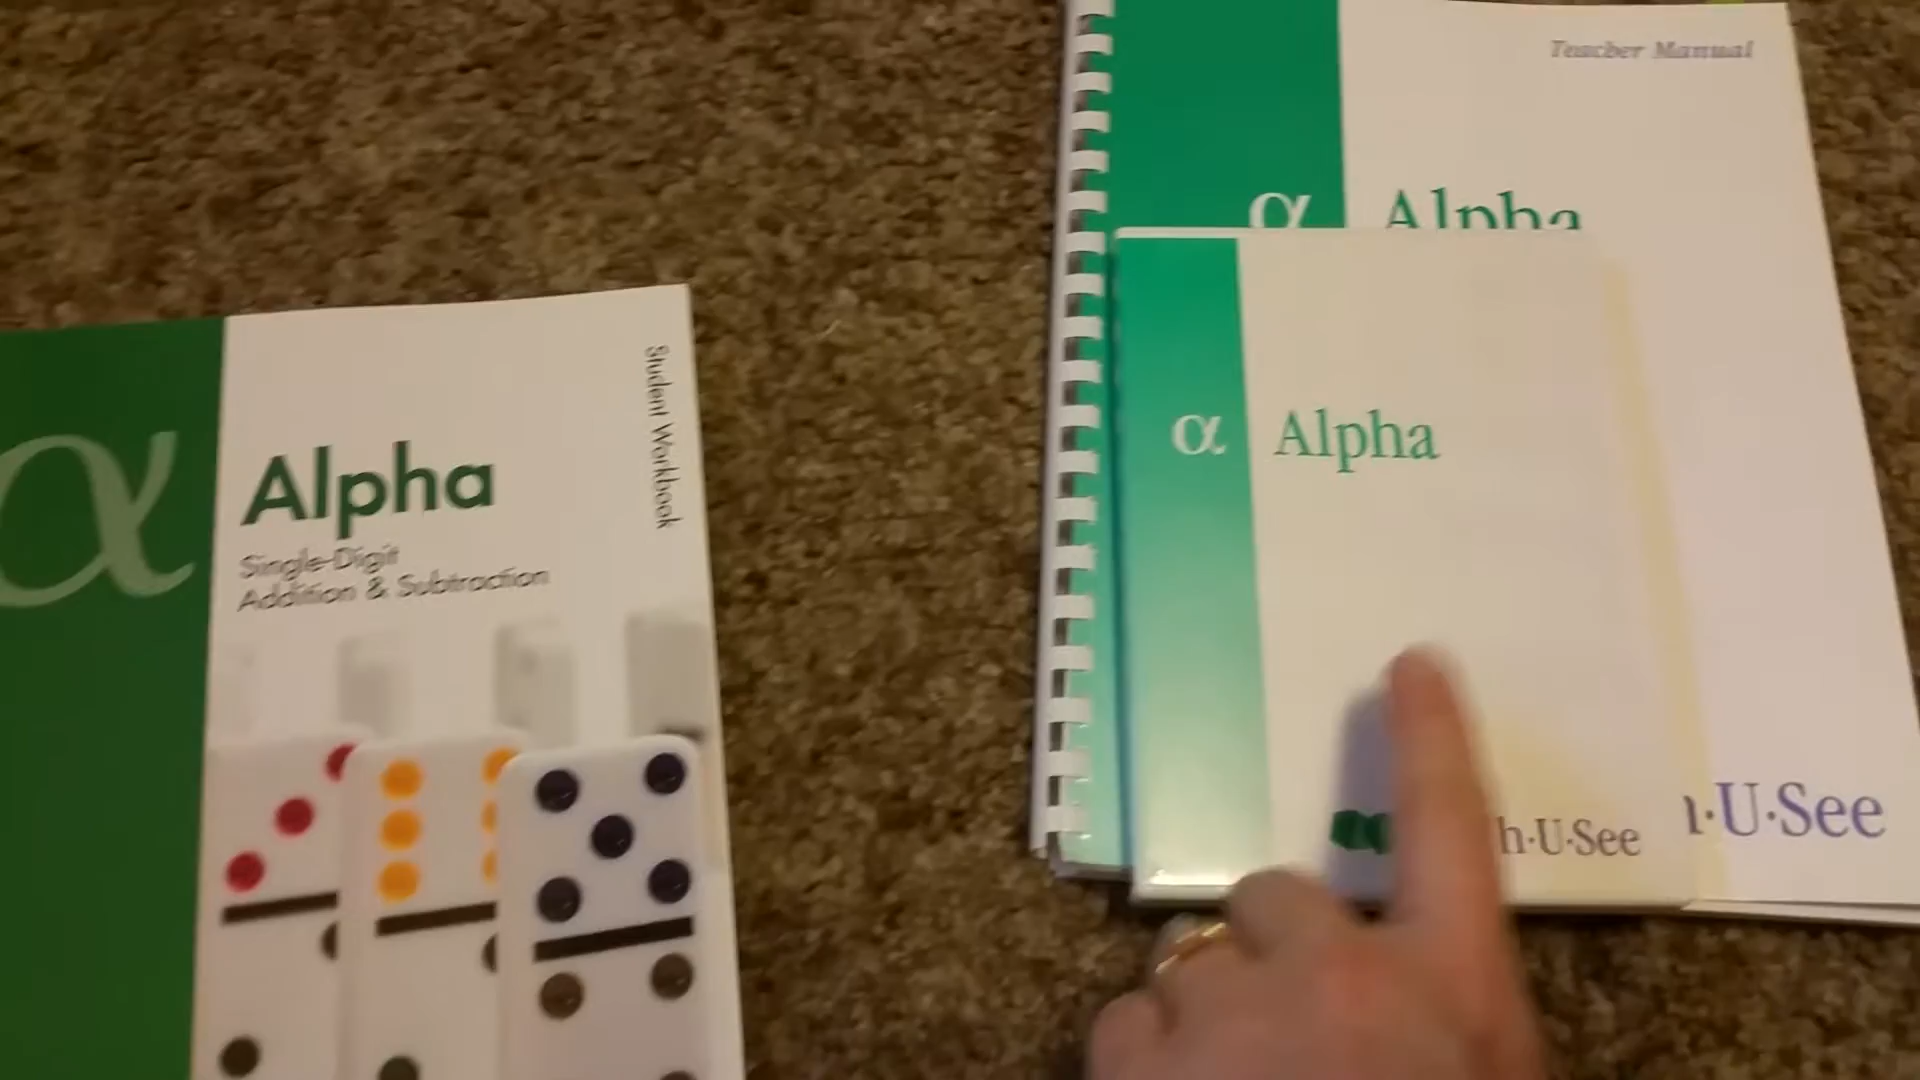 α
Alpha
Single-Digit
Addition & Subtraction
Student Workbook
Teacher Manual
α Alpha
α Alpha
h·U·See
·U·See